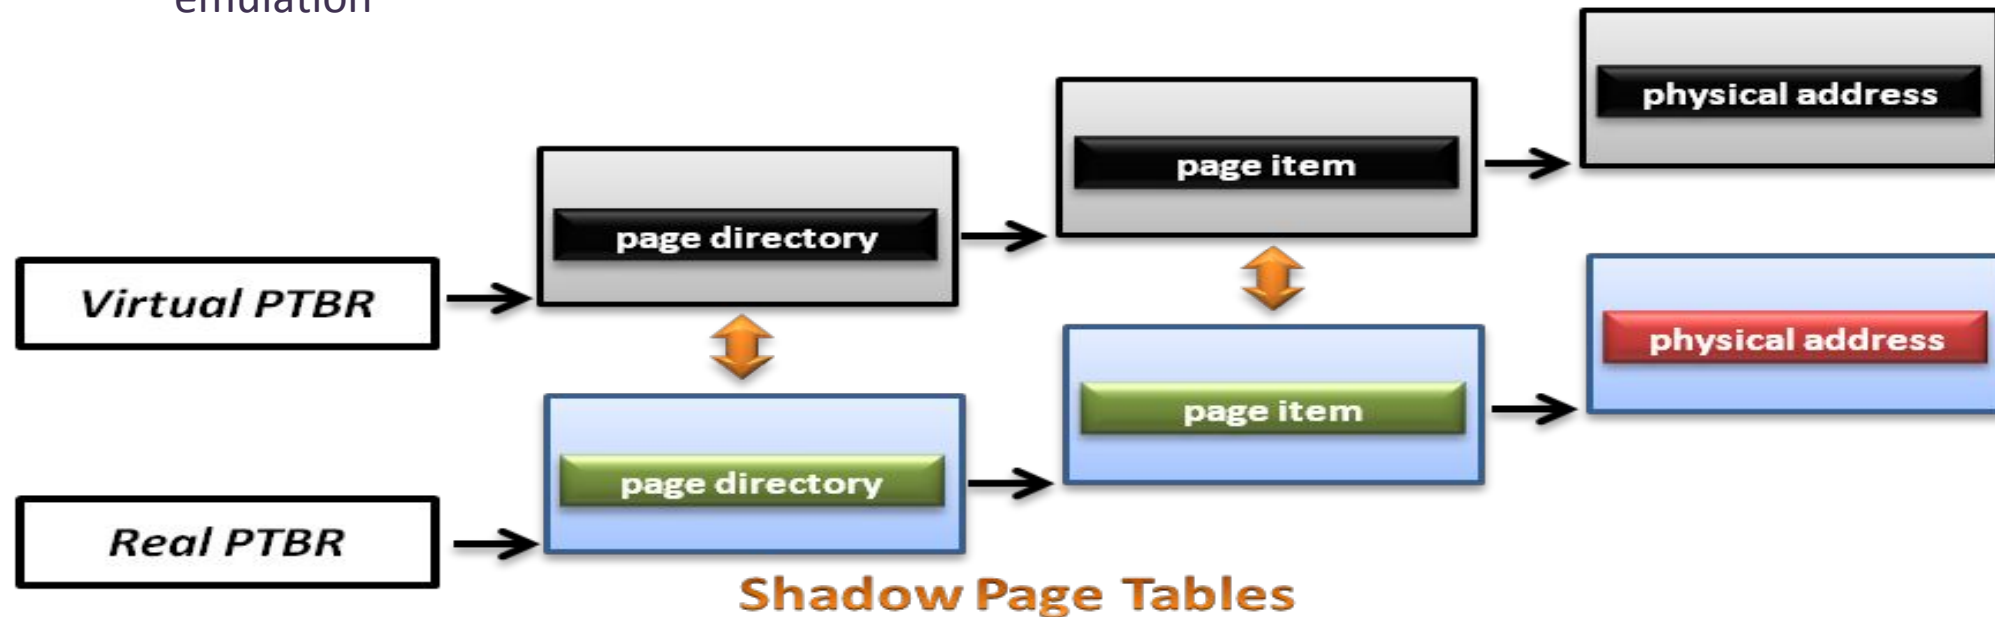 emulation
physical address
page item
page directory
Virtual PTBR
physical address
page item
page directory
Real PTBR
Shadow Page Tables